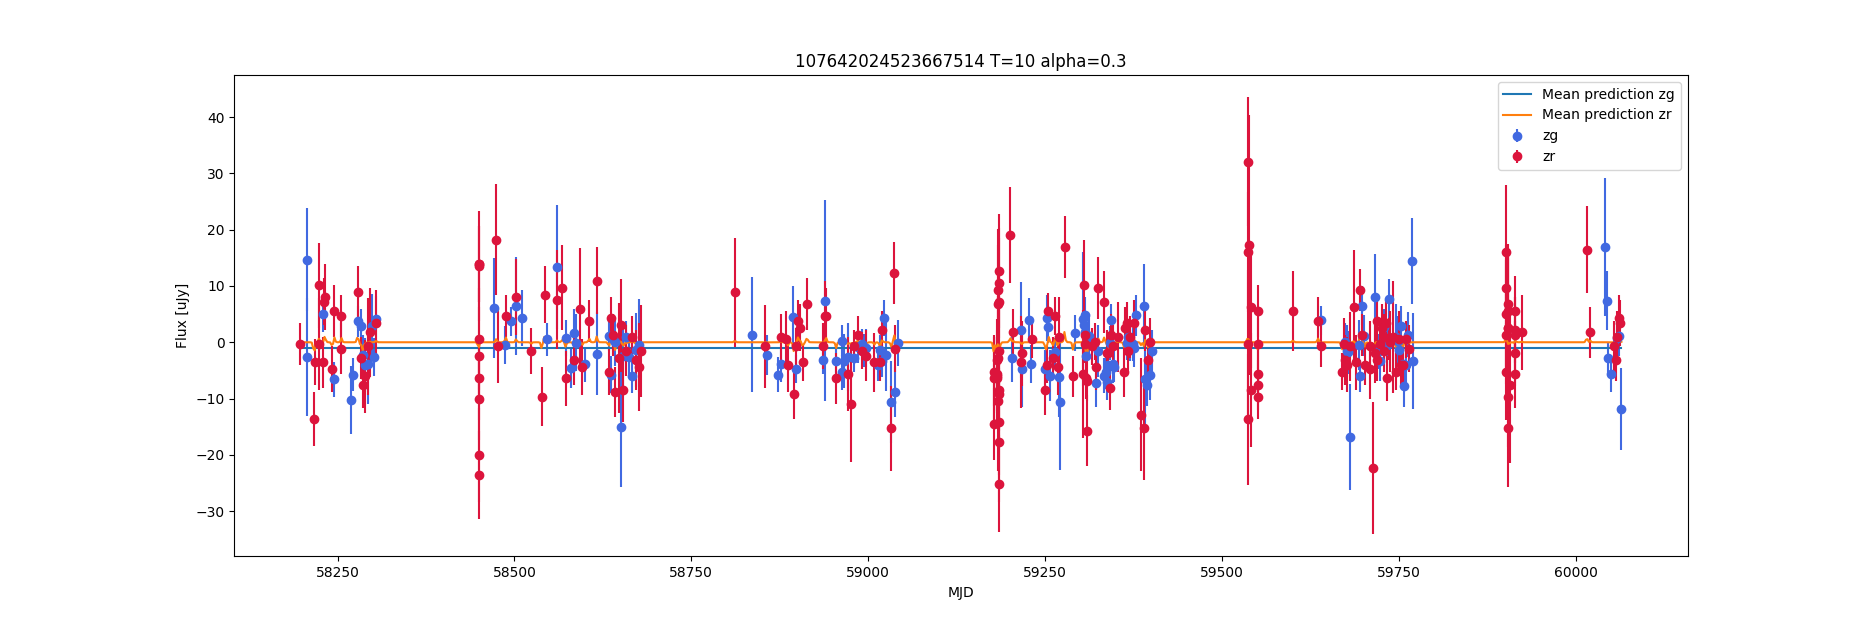 107642024523667514 T=10 alpha=0.3
Mean prediction zg
Mean prediction zr
zg
zr
40
30
20
10
0
−10
−20
−30
Flux [uJy]
58250
58500
58750
59000
59250
59500
59750
60000
MJD